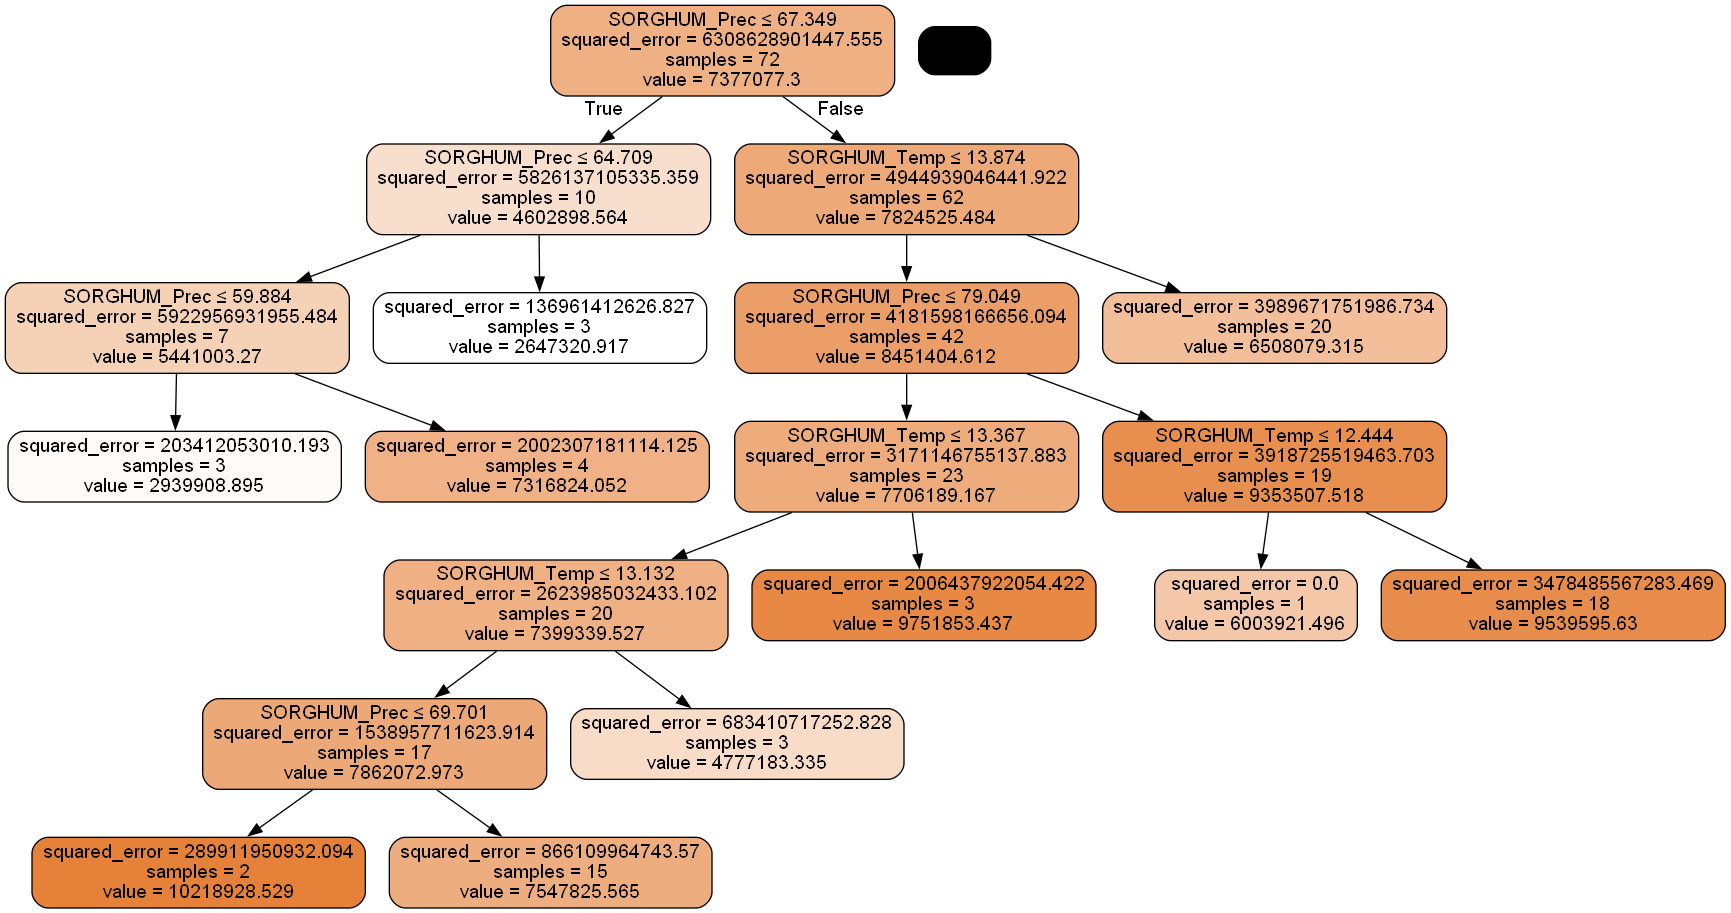 SORGHUM_Prec ≤ 67.349
squared_error = 6308628901447.555
samples = 72
value = 7377077.3
True
False
SORGHUM_Prec ≤ 64.709
squared_error = 5826137105335.359
samples = 10
value = 4602898.564
SORGHUM_Temp ≤ 13.874
squared_error = 4944939046441.922
samples = 62
value = 7824525.484
SORGHUM_Prec ≤ 59.884
squared_error = 5922956931955.484
samples = 7
value = 5441003.27
squared_error = 136961412626.827
samples = 3
value = 2647320.917
SORGHUM_Prec ≤ 79.049
squared_error = 4181598166656.094
samples = 42
value = 8451404.612
squared_error = 3989671751986.734
samples = 20
value = 6508079.315
squared_error = 203412053010.193
samples = 3
value = 2939908.895
squared_error = 2002307181114.125
samples = 4
value = 7316824.052
SORGHUM_Temp ≤ 13.367
squared_error = 3171146755137.883
samples = 23
value = 7706189.167
SORGHUM_Temp ≤ 12.444
squared_error = 3918725519463.703
samples = 19
value = 9353507.518
SORGHUM_Temp ≤ 13.132
squared_error = 2623985032433.102
samples = 20
value = 7399339.527
squared_error = 2006437922054.422
samples = 3
value = 9751853.437
squared_error = 0.0
samples = 1
value = 6003921.496
squared_error = 3478485567283.469
samples = 18
value = 9539595.63
SORGHUM_Prec ≤ 69.701
squared_error = 1538957711623.914
samples = 17
value = 7862072.973
squared_error = 683410717252.828
samples = 3
value = 4777183.335
squared_error = 289911950932.094
samples = 2
value = 10218928.529
squared_error = 866109964743.57
samples = 15
value = 7547825.565